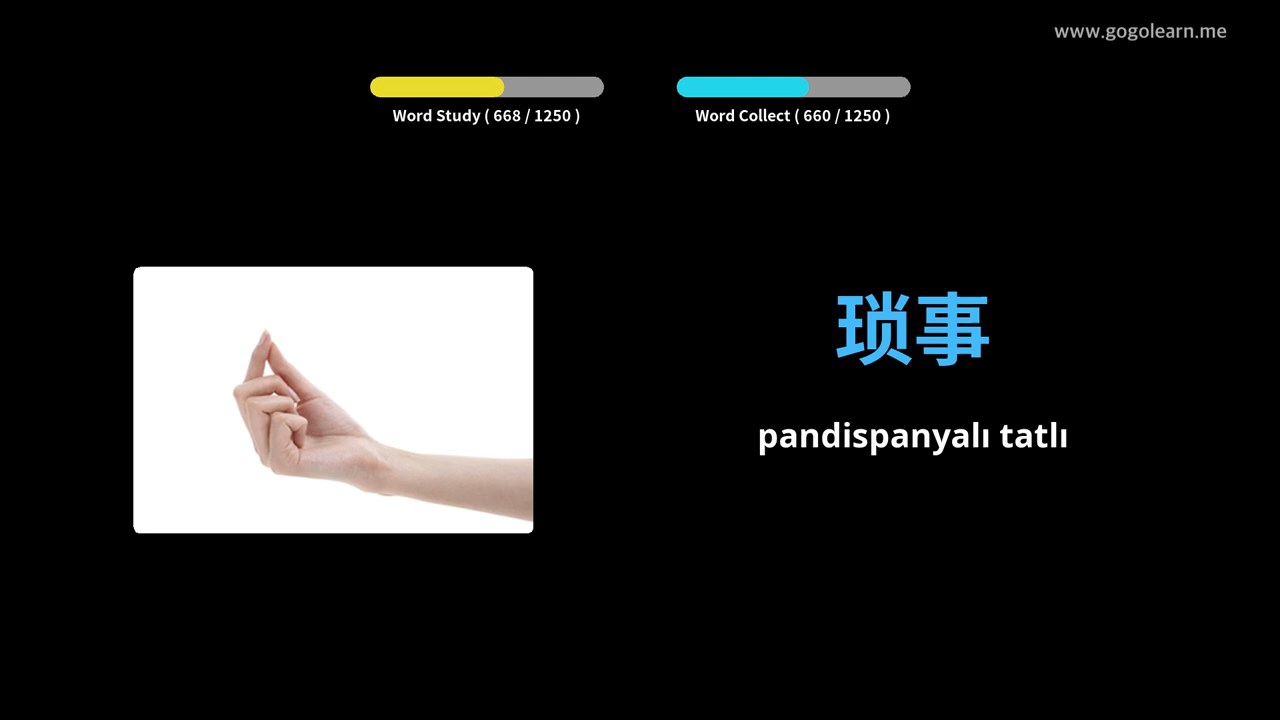 www.gogolearn.me
Word Study ( 668 / 1250 )
Word Collect ( 660 / 1250 )
琐事
pandispanyalı tatlı